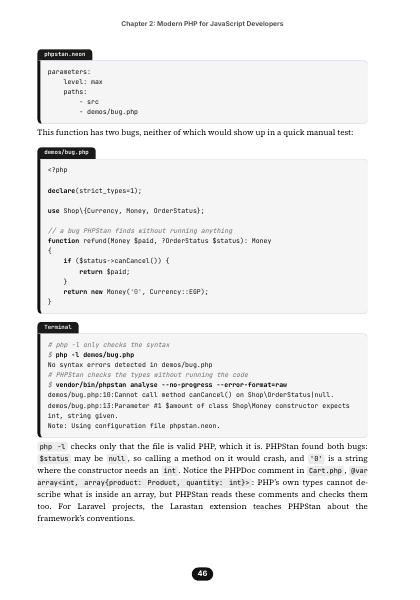 Chapter 2: Modern PHP for JavaScript Developers
phpstan.neon
parameters:
    level: max
    paths:
        - src
        - demos/bug.php
This function has two bugs, neither of which would show up in a quick manual test:
demos/bug.php
<?php
declare(strict_types=1);
use Shop\{Currency, Money, OrderStatus};
// a bug PHPStan finds without running anything
function refund(Money $paid, ?OrderStatus $status): Money
{
    if ($status->canCancel()) {
        return $paid;
    }
    return new Money('0', Currency::EGP);
}
Terminal
# php -l only checks the syntax
$ php -l demos/bug.php
No syntax errors detected in demos/bug.php
# PHPStan checks the types without running the code
$ vendor/bin/phpstan analyse --no-progress --error-format=raw
demos/bug.php:10:Cannot call method canCancel() on Shop\OrderStatus|null.
demos/bug.php:13:Parameter #1 $amount of class Shop\Money constructor expects
int, string given.
Note: Using configuration file phpstan.neon.
php -l checks only that the file is valid PHP, which it is. PHPStan found both bugs:
$status may be null, so calling a method on it would crash, and '0' is a string
where the constructor needs an int. Notice the PHPDoc comment in Cart.php, @var
array<int, array{product: Product, quantity: int}>: PHP's own types cannot de-
scribe what is inside an array, but PHPStan reads these comments and checks them
too. For Laravel projects, the Larastan extension teaches PHPStan about the
framework's conventions.
46